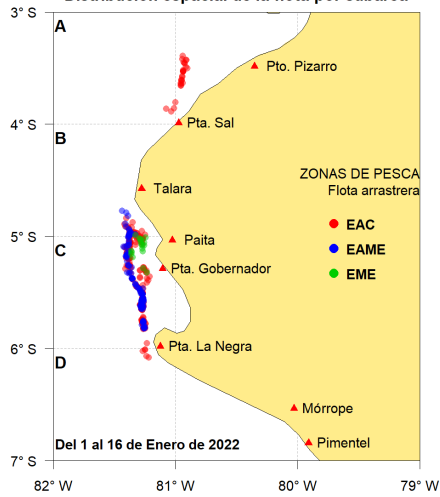 Distribución espacial de la flota por subárea
3° S
A
Pto. Pizarro
4° S
Pta. Sal
B
ZONAS DE PESCA
Flota arrastrera
Talara
EAC
5° S
Paita
C
EAME
Pta. Gobernador
EME
6° S
Pta. La Negra
D
Mórrope
Del 1 al 16 de Enero de 2022
Pimentel
7° S
82° W
81° W
80° W
79° W